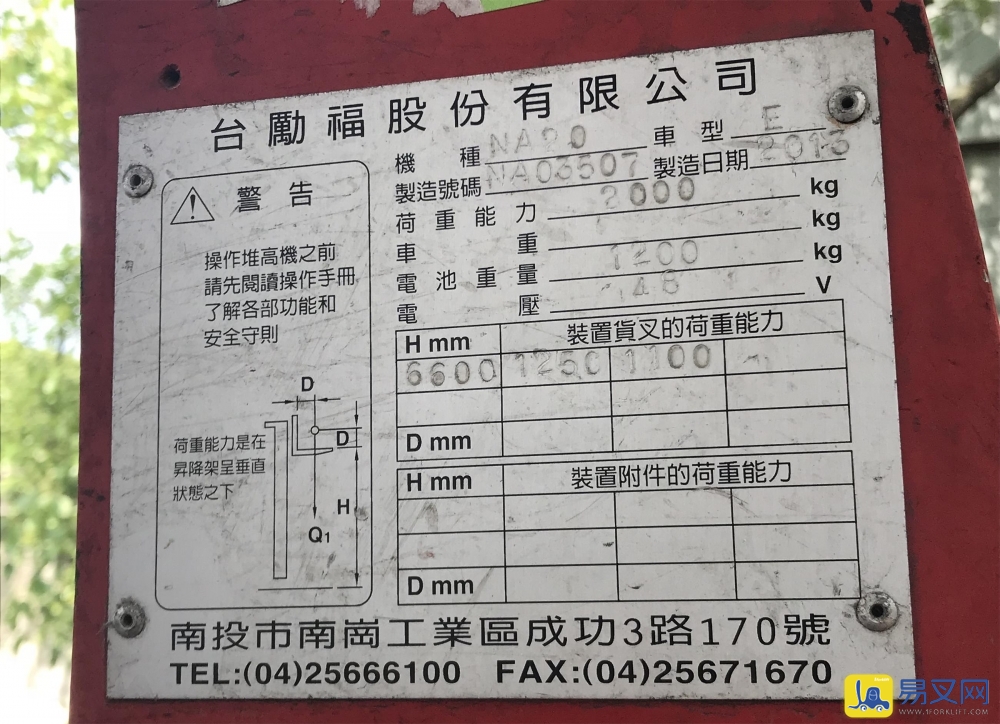 台勵福股份有限公司
機種 NA20 車型 E
製造號碼 NA03507 製造日期 2013
荷重能力 2000 kg
車重 kg
電池重量 1200 kg
電壓 48 V
警告
操作堆高機之前
請先閱讀操作手冊
了解各部功能和
安全守則
D
D
荷重能力是在
昇降架呈垂直
狀態之下
H
Q1
H mm 裝置貨叉的荷重能力
6600 1250 1100
D mm
H mm 裝置附件的荷重能力
D mm
南投市南崗工業區成功3路170號
TEL:(04)25666100 FAX:(04)25671670
易叉网
WWW.1FORKLIFT.COM